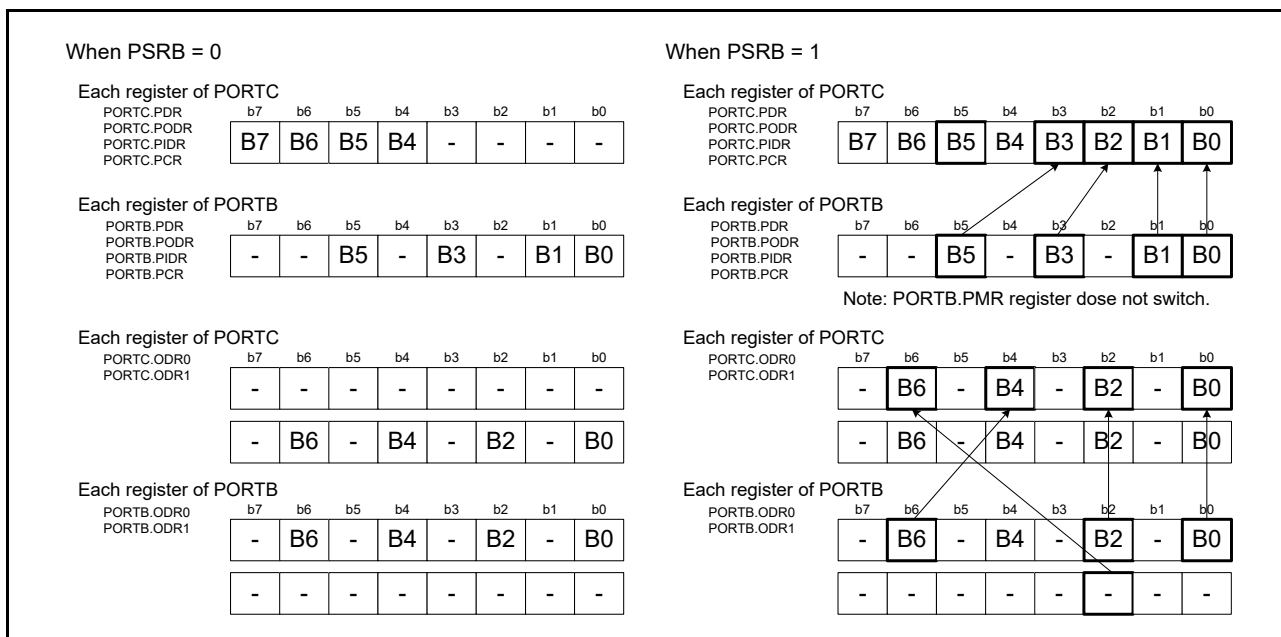 When PSRB = 0
Each register of PORTC
PORTC.PDR
PORTC.PODR
PORTC.PIDR
PORTC.PCR
b7 b6 b5 b4 b3 b2 b1 b0
B7 B6 B5 B4 - - - -
Each register of PORTB
PORTB.PDR
PORTB.PODR
PORTB.PIDR
PORTB.PCR
b7 b6 b5 b4 b3 b2 b1 b0
- - B5 - B3 - B1 B0
Each register of PORTC
PORTC.ODR0
PORTC.ODR1
b7 b6 b5 b4 b3 b2 b1 b0
- - - - - - - -
- B6 - B4 - B2 - B0
Each register of PORTB
PORTB.ODR0
PORTB.ODR1
b7 b6 b5 b4 b3 b2 b1 b0
- B6 - B4 - B2 - B0
- - - - - - - -
When PSRB = 1
Each register of PORTC
PORTC.PDR
PORTC.PODR
PORTC.PIDR
PORTC.PCR
b7 b6 b5 b4 b3 b2 b1 b0
B7 B6 B5 B4 B3 B2 B1 B0
Each register of PORTB
PORTB.PDR
PORTB.PODR
PORTB.PIDR
PORTB.PCR
b7 b6 b5 b4 b3 b2 b1 b0
- - B5 - B3 - B1 B0
Note: PORTB.PMR register dose not switch.
Each register of PORTC
PORTC.ODR0
PORTC.ODR1
b7 b6 b5 b4 b3 b2 b1 b0
- B6 - B4 - B2 - B0
- B6 - B4 - B2 - B0
Each register of PORTB
PORTB.ODR0
PORTB.ODR1
b7 b6 b5 b4 b3 b2 b1 b0
- B6 - B4 - B2 - B0
- - - - - - - -